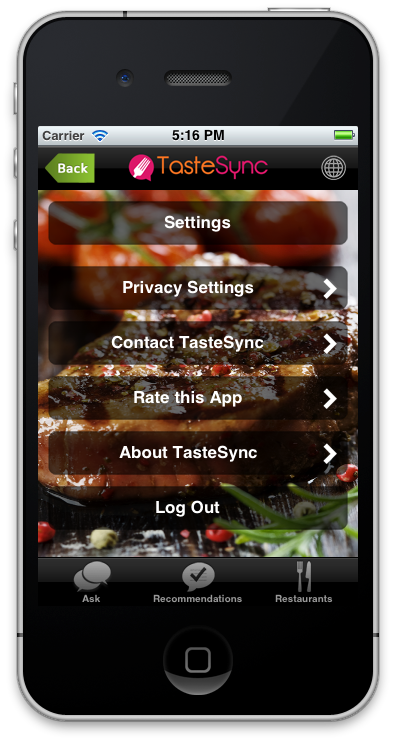 Carrier 5:16 PM
Back TasteSync
Settings
Privacy Settings
Contact TasteSync
Rate this App
About TasteSync
Log Out
Ask Recommendations Restaurants